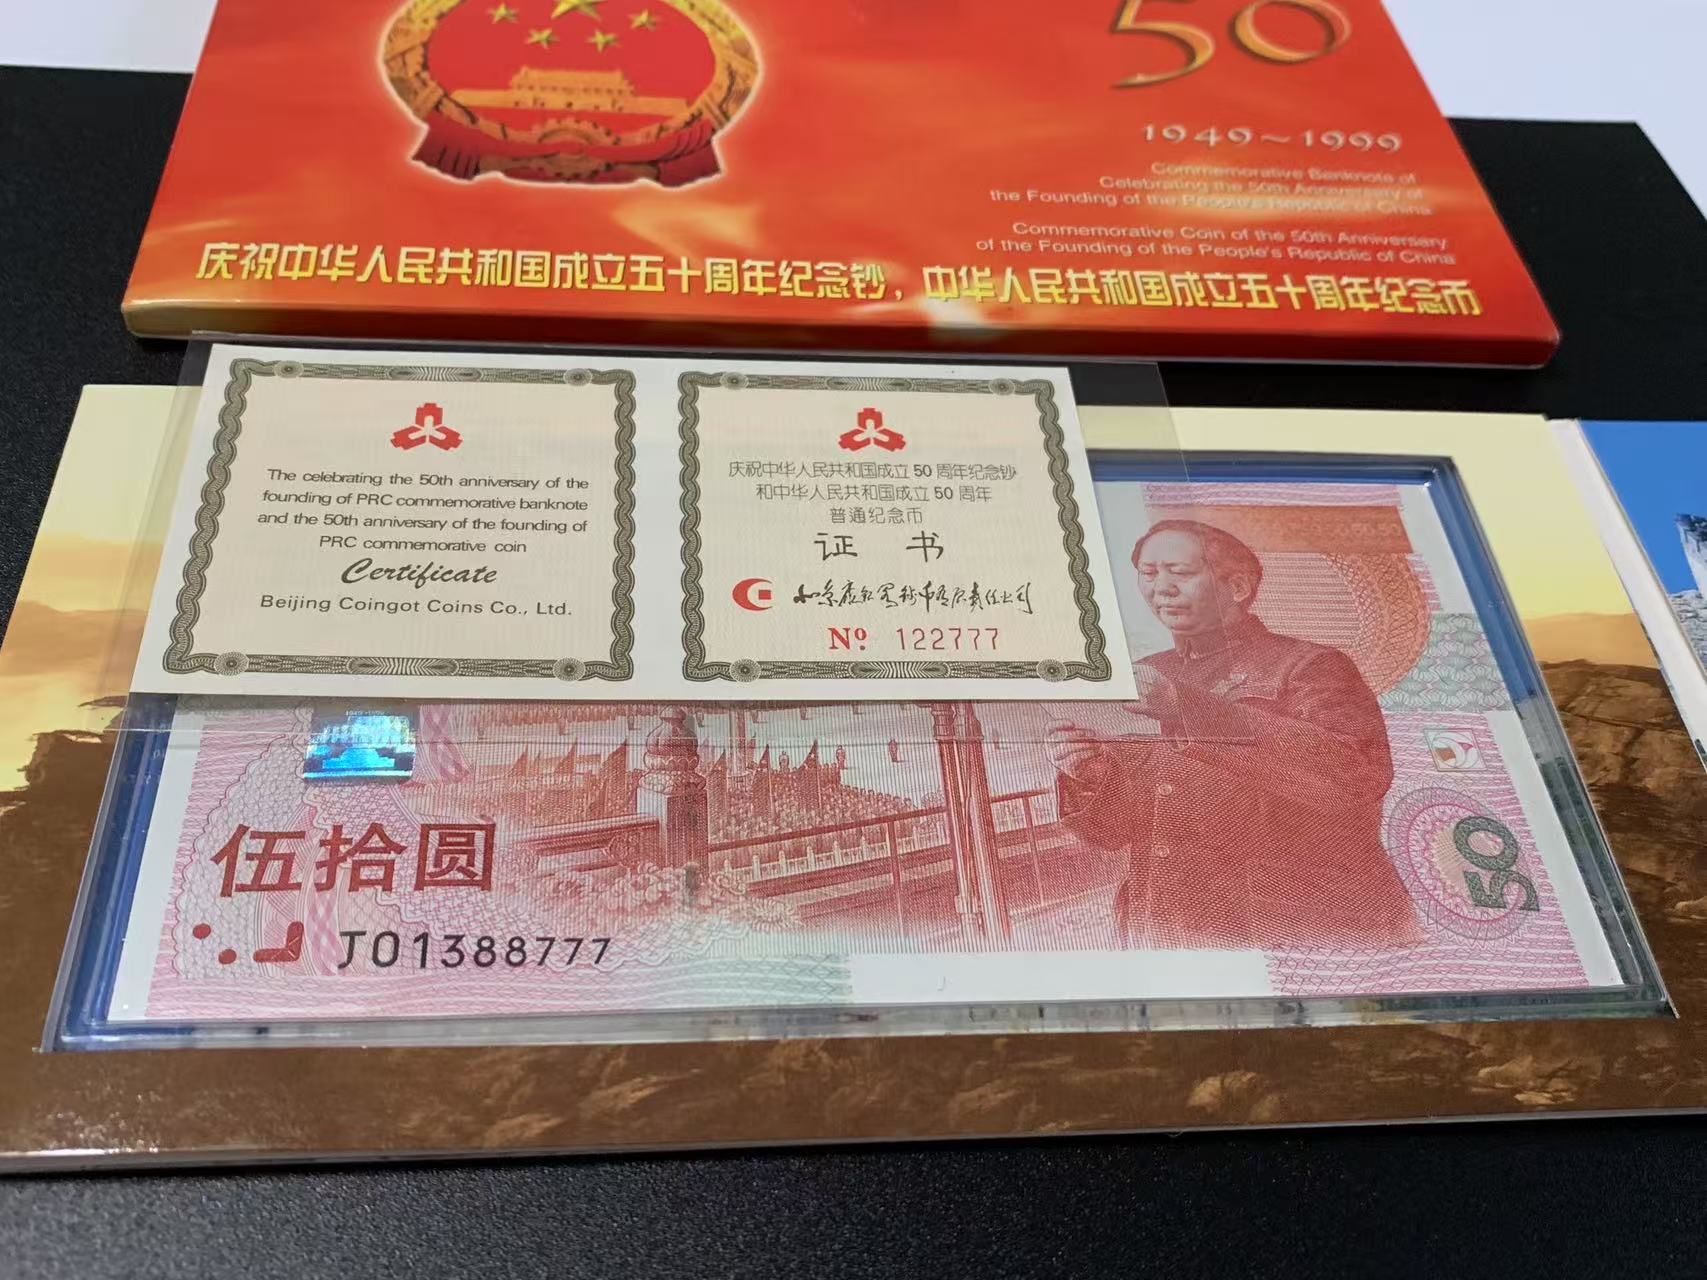 50
1949~1999
Commemorative Banknote of
Celebrating the 50th Anniversary of
the Founding of the People's Republic of China
Commemorative Coin of the 50th Anniversary
of the Founding of the People's Republic of China
庆祝中华人民共和国成立五十周年纪念钞，中华人民共和国成立五十周年纪念币
The celebrating the 50th anniversary of the
founding of PRC commemorative banknote
and the 50th anniversary of the founding of
PRC commemorative coin
Certificate
Beijing Coingot Coins Co., Ltd.
庆祝中华人民共和国成立 50 周年纪念钞
和中华人民共和国成立 50 周年
普通纪念币
证 书
Nº 122777
伍拾圆
J01388777
50